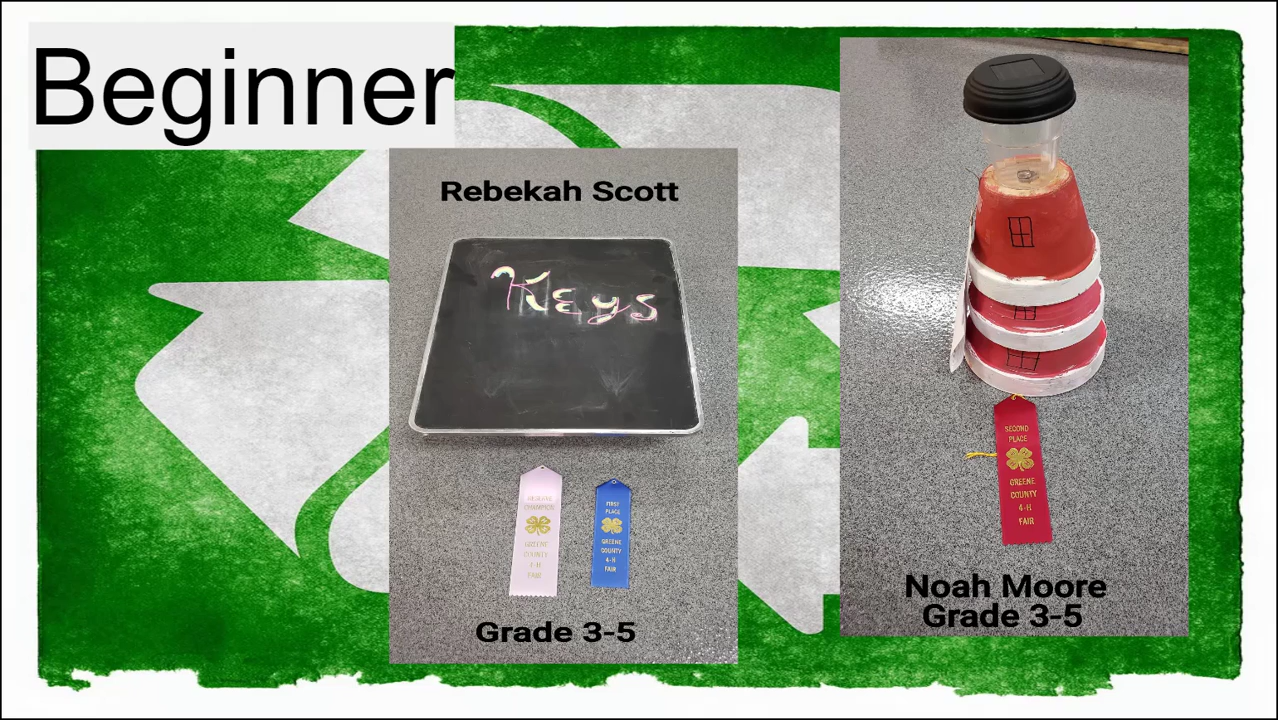 Beginner
Rebekah Scott
Keys
RESERVE
CHAMPION
GREENE
COUNTY
4-H
FAIR
FIRST
PLACE
GREENE
COUNTY
4-H
FAIR
Grade 3-5
SECOND
PLACE
GREENE
COUNTY
4-H
FAIR
Noah Moore
Grade 3-5